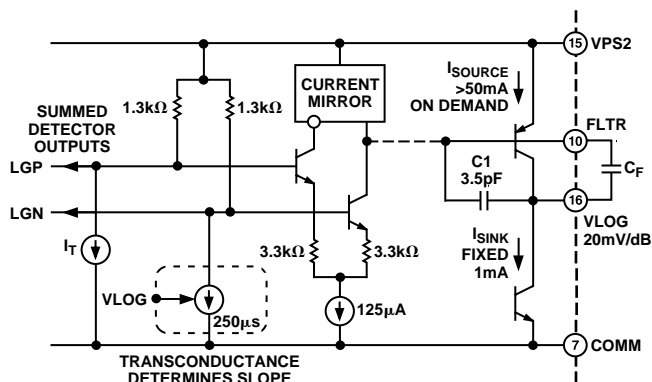 15 VPS2
ISOURCE
>50mA
ON DEMAND
CURRENT
MIRROR
1.3kΩ
1.3kΩ
SUMMED
DETECTOR
OUTPUTS
FLTR
10
LGP
C1
3.5pF
CF
16
LGN
VLOG
20mV/dB
IT
3.3kΩ
3.3kΩ
ISINK
FIXED
1mA
VLOG
250µs
125µA
7 COMM
TRANSCONDUCTANCE
DETERMINES SLOPE